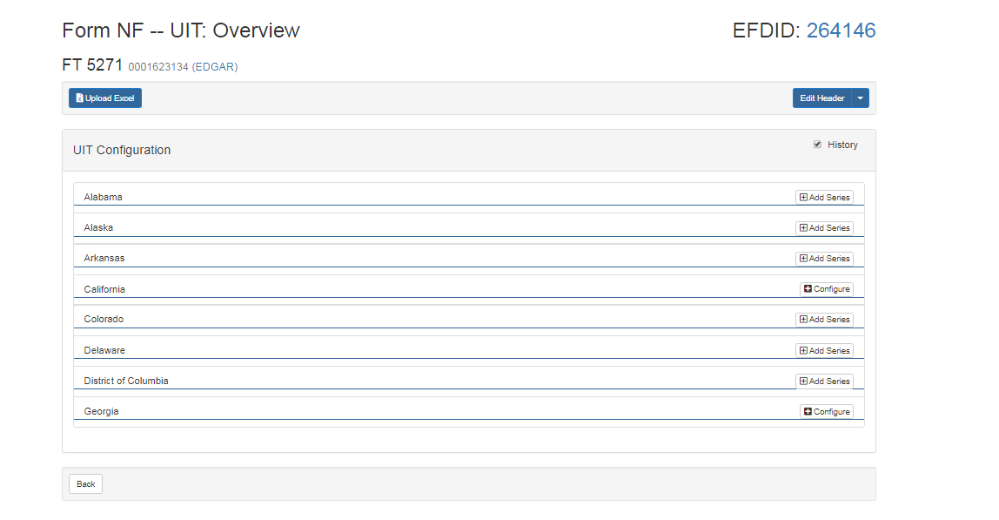 Form NF -- UIT: Overview EFDID: 264146
FT 5271 0001623134 (EDGAR)
Upload Excel Edit Header
UIT Configuration History
Alabama Add Series
Alaska Add Series
Arkansas Add Series
California Configure
Colorado Add Series
Delaware Add Series
District of Columbia Add Series
Georgia Configure
Back